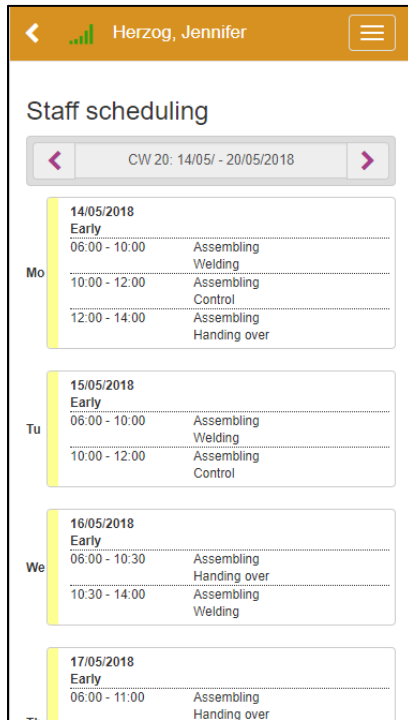 Herzog, Jennifer
Staff scheduling
CW 20: 14/05/ - 20/05/2018
Mo
14/05/2018
Early
06:00 - 10:00 Assembling
Welding
10:00 - 12:00 Assembling
Control
12:00 - 14:00 Assembling
Handing over
Tu
15/05/2018
Early
06:00 - 10:00 Assembling
Welding
10:00 - 12:00 Assembling
Control
We
16/05/2018
Early
06:00 - 10:30 Assembling
Handing over
10:30 - 14:00 Assembling
Welding
17/05/2018
Early
06:00 - 11:00 Assembling
Handing over